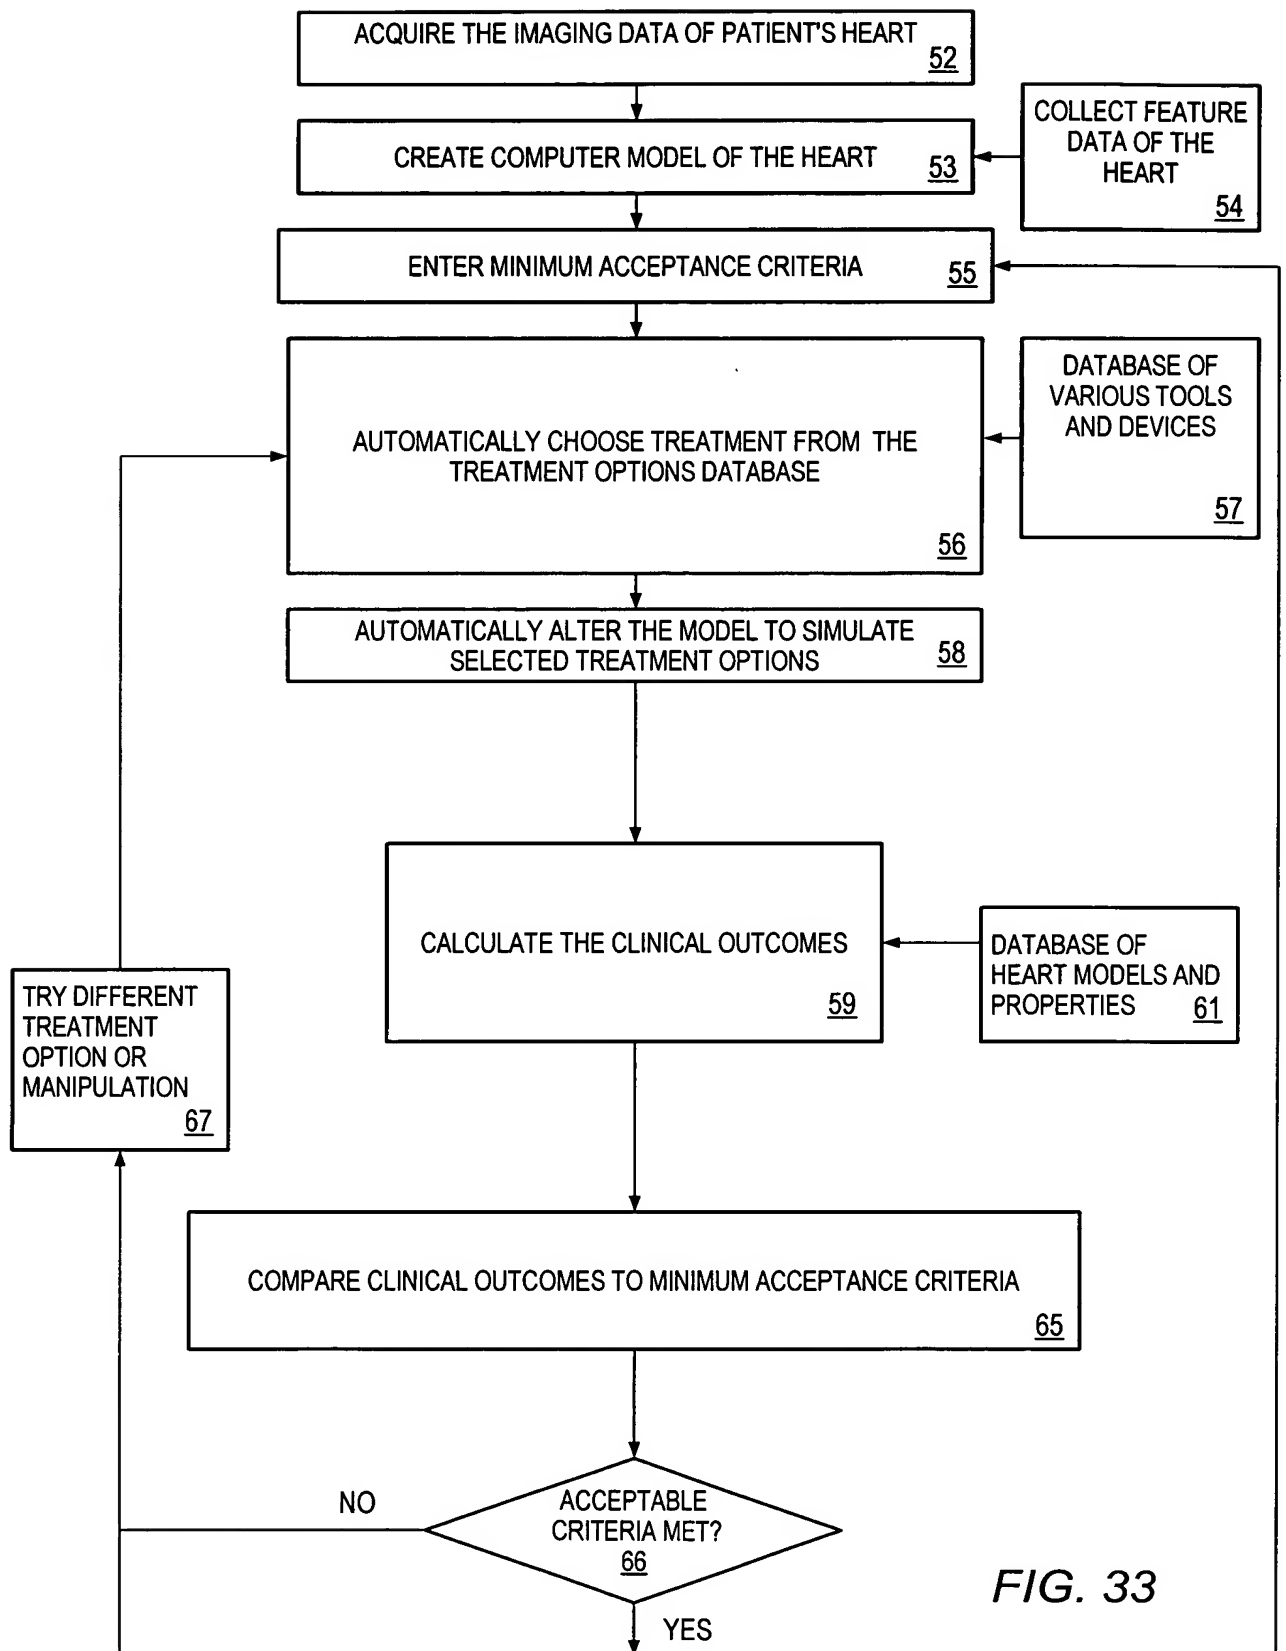 ACQUIRE THE IMAGING DATA OF PATIENT'S HEART
52
CREATE COMPUTER MODEL OF THE HEART
53
COLLECT FEATURE
DATA OF THE
HEART
54
ENTER MINIMUM ACCEPTANCE CRITERIA
55
AUTOMATICALLY CHOOSE TREATMENT FROM THE
TREATMENT OPTIONS DATABASE
56
DATABASE OF
VARIOUS TOOLS
AND DEVICES
57
AUTOMATICALLY ALTER THE MODEL TO SIMULATE
SELECTED TREATMENT OPTIONS
58
CALCULATE THE CLINICAL OUTCOMES
59
DATABASE OF
HEART MODELS AND
PROPERTIES
61
TRY DIFFERENT
TREATMENT
OPTION OR
MANIPULATION
67
COMPARE CLINICAL OUTCOMES TO MINIMUM ACCEPTANCE CRITERIA
65
NO
ACCEPTABLE
CRITERIA MET?
66
YES
FIG. 33